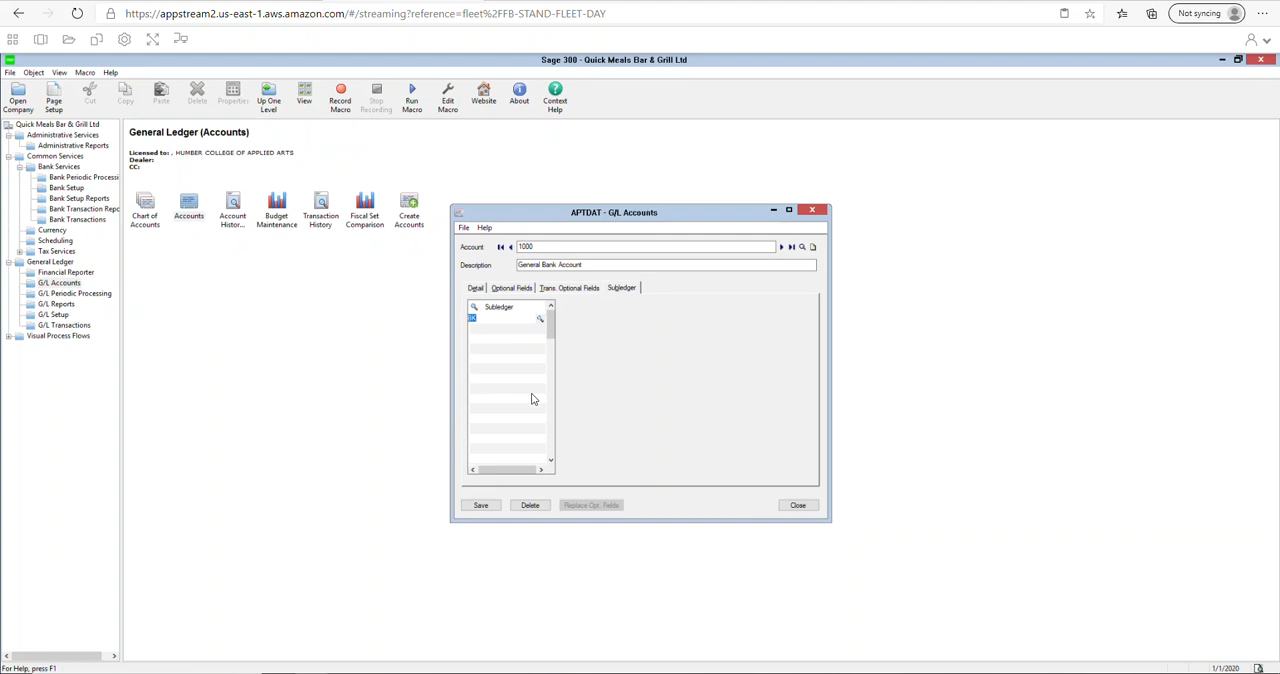 https://appstream2.us-east-1.aws.amazon.com/#/streaming?reference=fleet%2FFB-STAND-FLEET-DAY
Not syncing
Sage 300 - Quick Meals Bar & Grill Ltd
File Object View Macro Help
Open Company
Page Setup
Cut
Copy
Paste
Delete
Properties
Up One Level
View
Record Macro
Stop Recording
Run Macro
Edit Macro
Website
About
Context Help
Quick Meals Bar & Grill Ltd
Administrative Services
Administrative Reports
Common Services
Bank Services
Bank Periodic Processi
Bank Setup
Bank Setup Reports
Bank Transaction Repo
Bank Transactions
Currency
Scheduling
Tax Services
General Ledger
Financial Reporter
G/L Accounts
G/L Periodic Processing
G/L Reports
G/L Setup
G/L Transactions
Visual Process Flows
General Ledger (Accounts)
Licensed to: , HUMBER COLLEGE OF APPLIED ARTS
Dealer:
CC:
Chart of Accounts
Accounts
Account Histor...
Budget Maintenance
Transaction History
Fiscal Set Comparison
Create Accounts
APTDAT - G/L Accounts
File Help
Account 1000
Description General Bank Account
Detail Optional Fields Trans. Optional Fields Subledger
Subledger
BK
Save Delete Replace Opt. Fields Close
For Help, press F1
1/1/2020